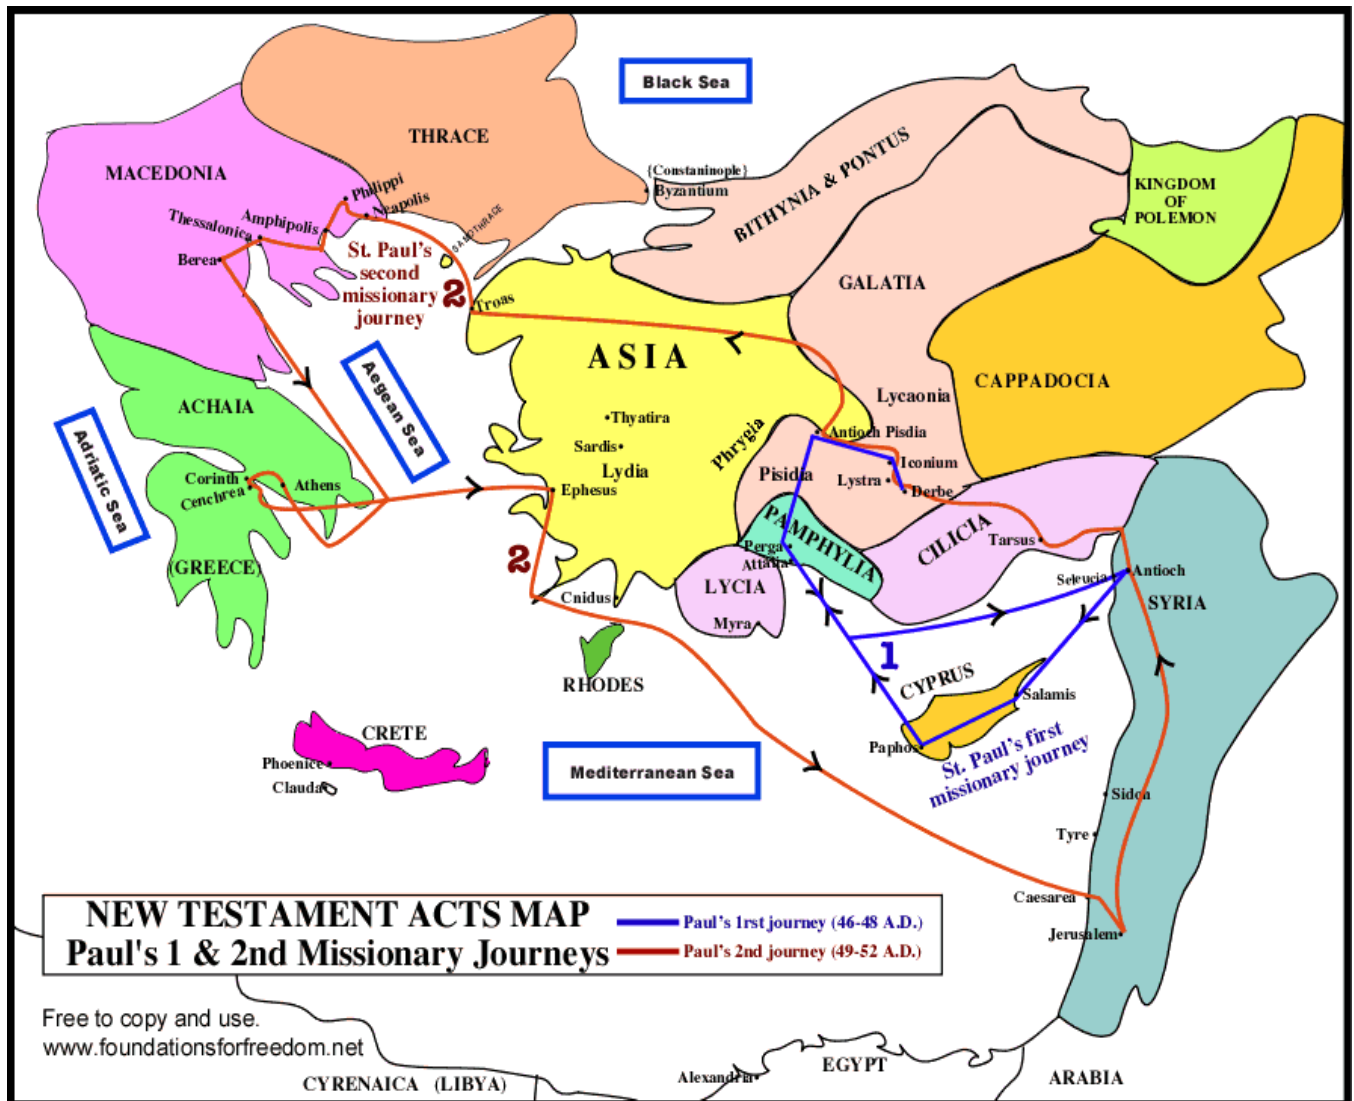 Black Sea
THRACE
MACEDONIA
{Constaninople}
Byzantium
BITHYNIA & PONTUS
KINGDOM
OF
POLEMON
Philippi
Neapolis
Amphipolis
Thessalonica
Berea
SAMOTHRACE
St. Paul's
second
missionary
journey
2
Troas
GALATIA
ASIA
Aegean Sea
Adriatic Sea
ACHAIA
CAPPADOCIA
Lycaonia
Thyatira
Sardis
Lydia
Phrygia
Antioch Pisdia
Pisidia
Iconium
Lystra
Derbe
Corinth
Cenchrea
Athens
Ephesus
PAMPHYLIA
CILICIA
Tarsus
Perga
Attalia
2
(GREECE)
LYCIA
Myra
Cnidus
Seleucia
Antioch
SYRIA
RHODES
1
CYPRUS
Salamis
Paphos
St. Paul's first
missionary journey
CRETE
Phoenice
Clauda
Mediterranean Sea
Sidon
Tyre
Caesarea
Jerusalem
NEW TESTAMENT ACTS MAP
Paul's 1 & 2nd Missionary Journeys
Paul's 1rst journey (46-48 A.D.)
Paul's 2nd journey (49-52 A.D.)
Free to copy and use.
www.foundationsforfreedom.net
CYRENAICA (LIBYA)
Alexandria
EGYPT
ARABIA